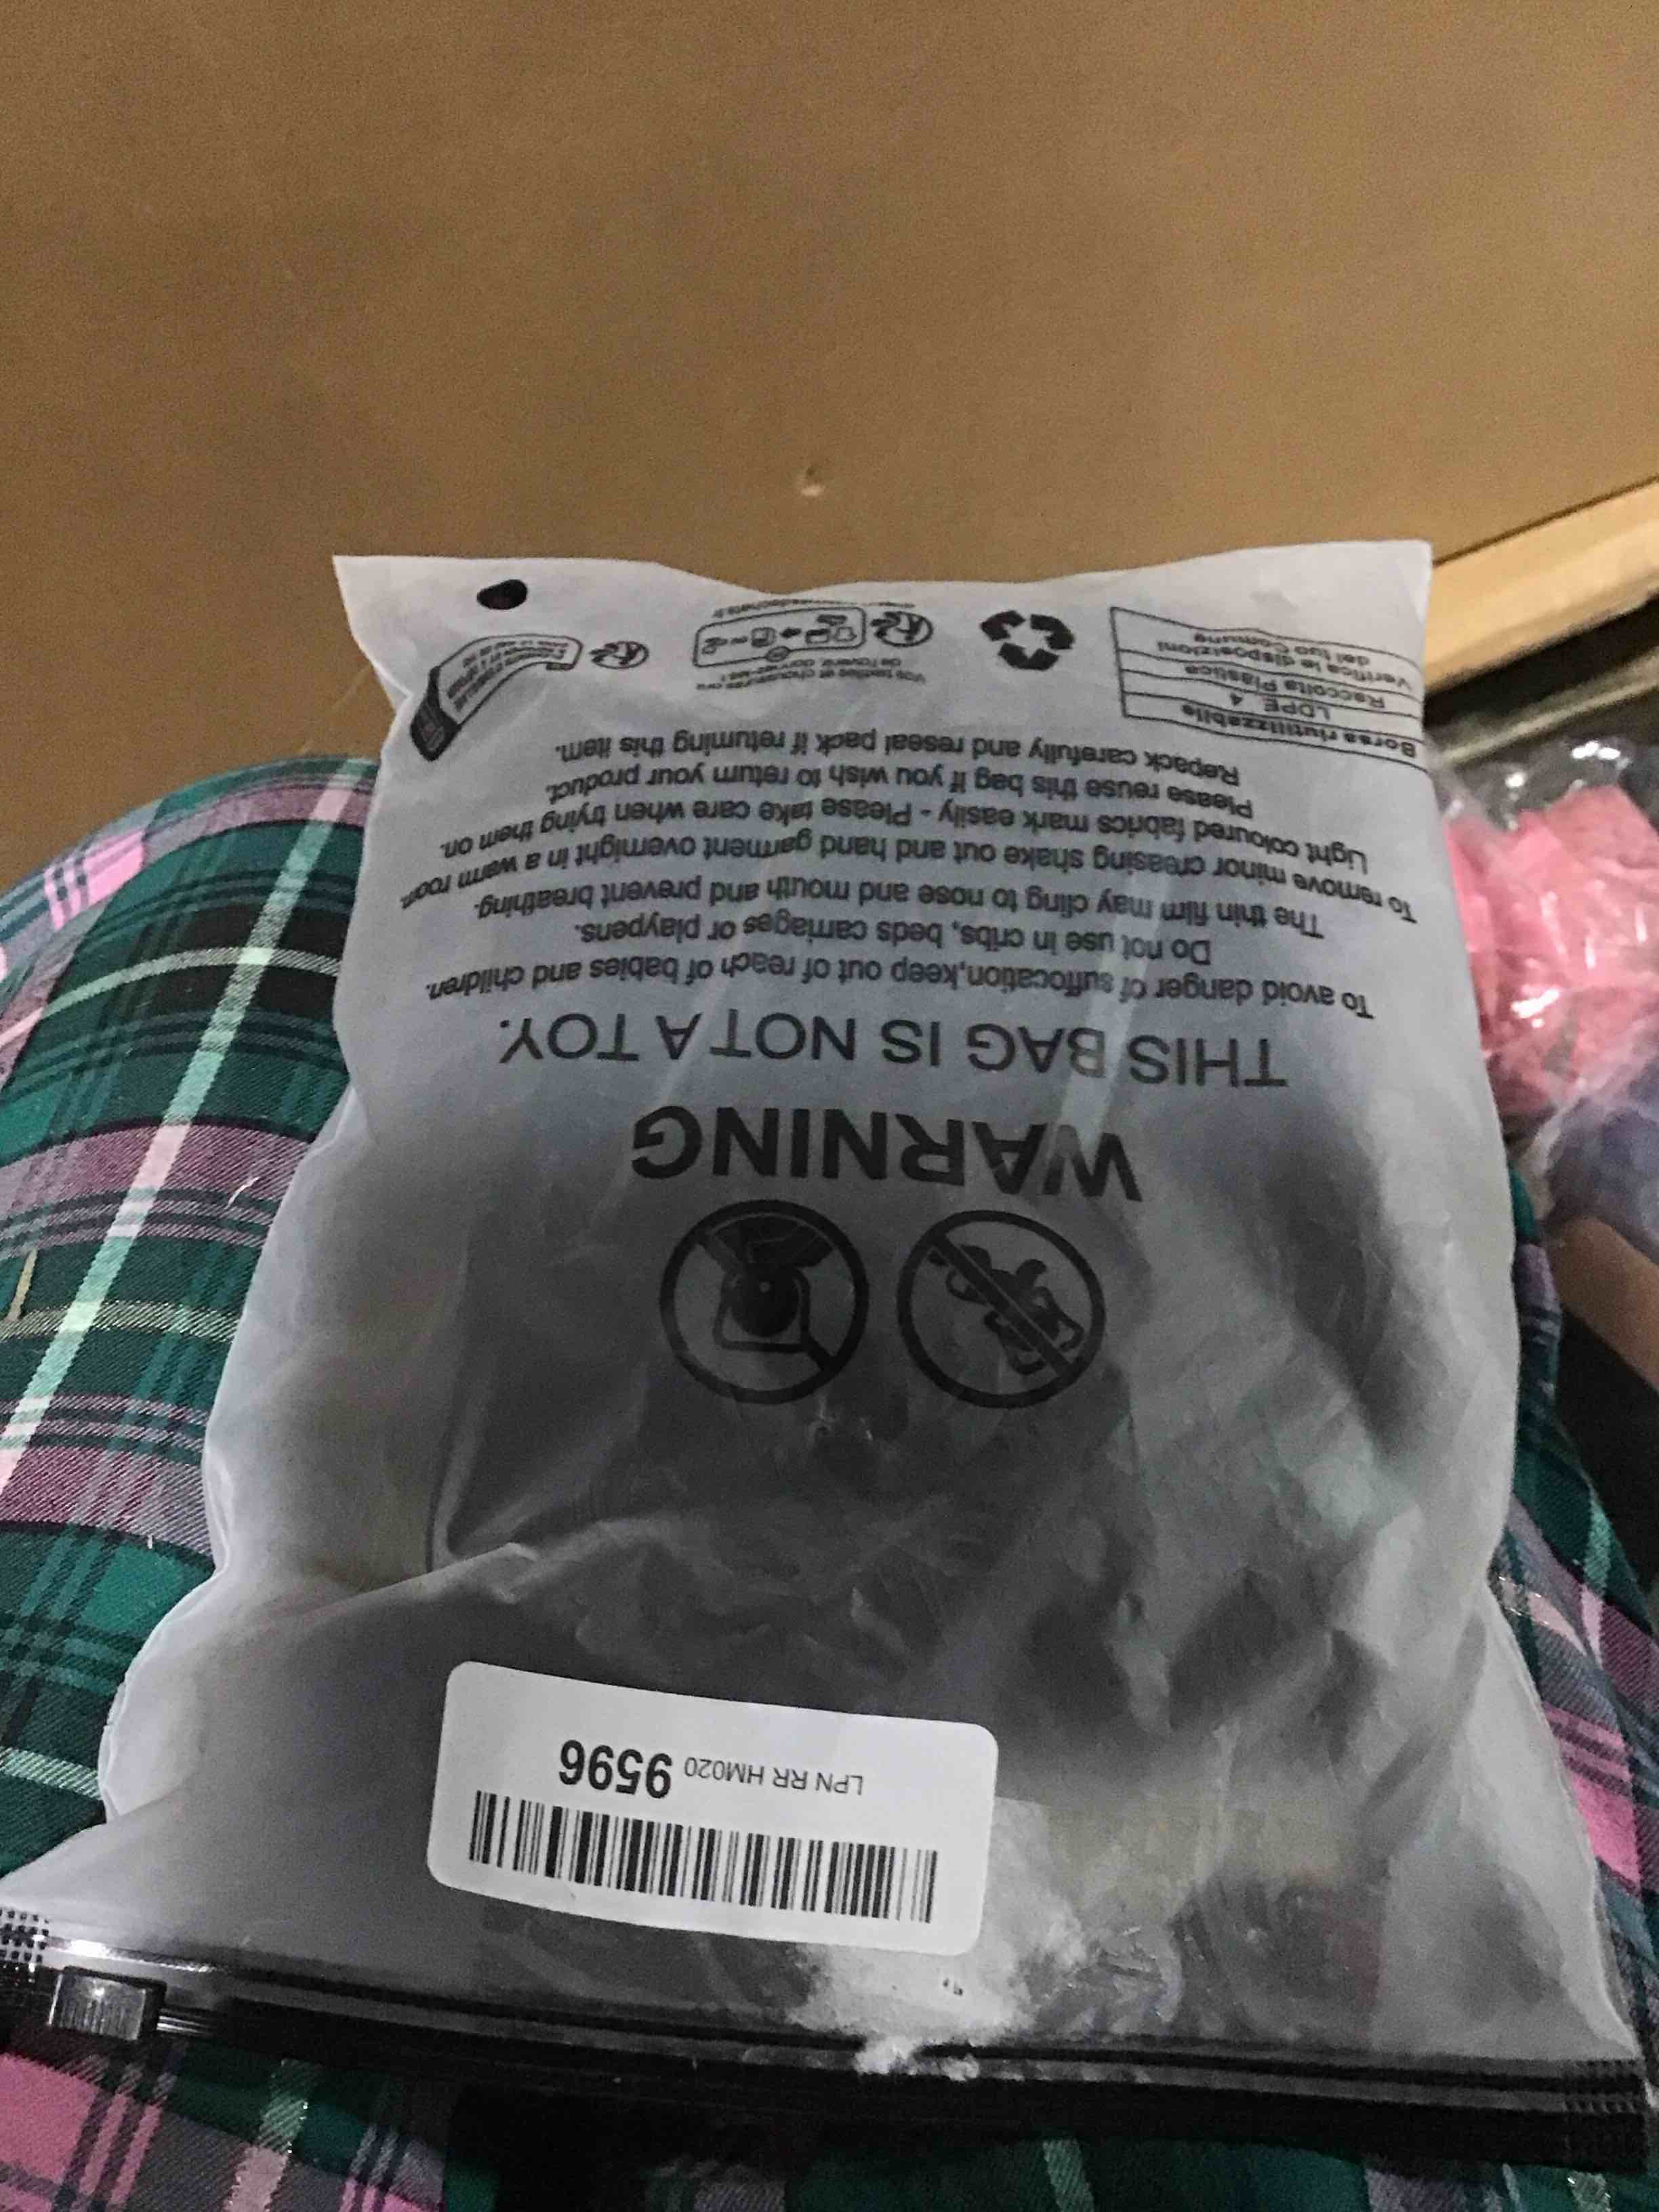 LPN RR HM020 9596
WARNING
THIS BAG IS NOT A TOY.
To avoid danger of suffocation,keep out of reach of babies and children.
Do not use in cribs, beds, carriages or playpens.
The thin film may cling to nose and mouth and prevent breathing.
To remove minor creasing shake out and hand garment overnight in a warm room.
Light coloured fabrics mark easily - Please take care when trying them on.
Please reuse this bag if you wish to return your product.
Repack carefully and reseal pack if returning this item.
Borsa riutilizzabile
LDPE 4
Raccolta Plastica
Verifica le disposizioni
del tuo Comune